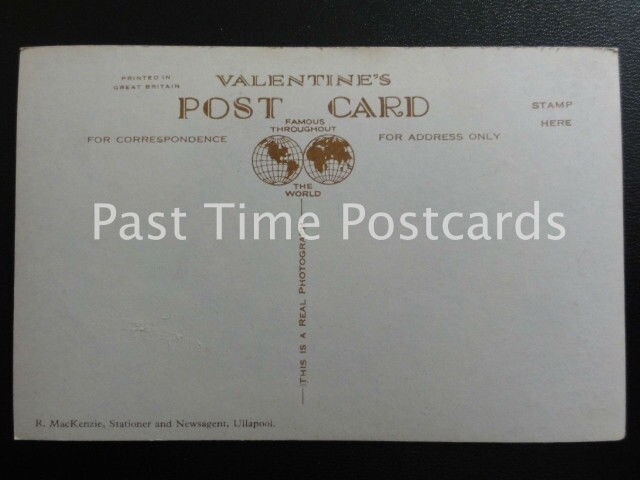 PRINTED IN
GREAT BRITAIN
VALENTINE'S
POST CARD
STAMP
HERE
FOR CORRESPONDENCE
FAMOUS
THROUGHOUT
THE
WORLD
FOR ADDRESS ONLY
Past Time Postcards
THIS IS A REAL PHOTOGRA
R. MacKenzie, Stationer and Newsagent, Ullapool.